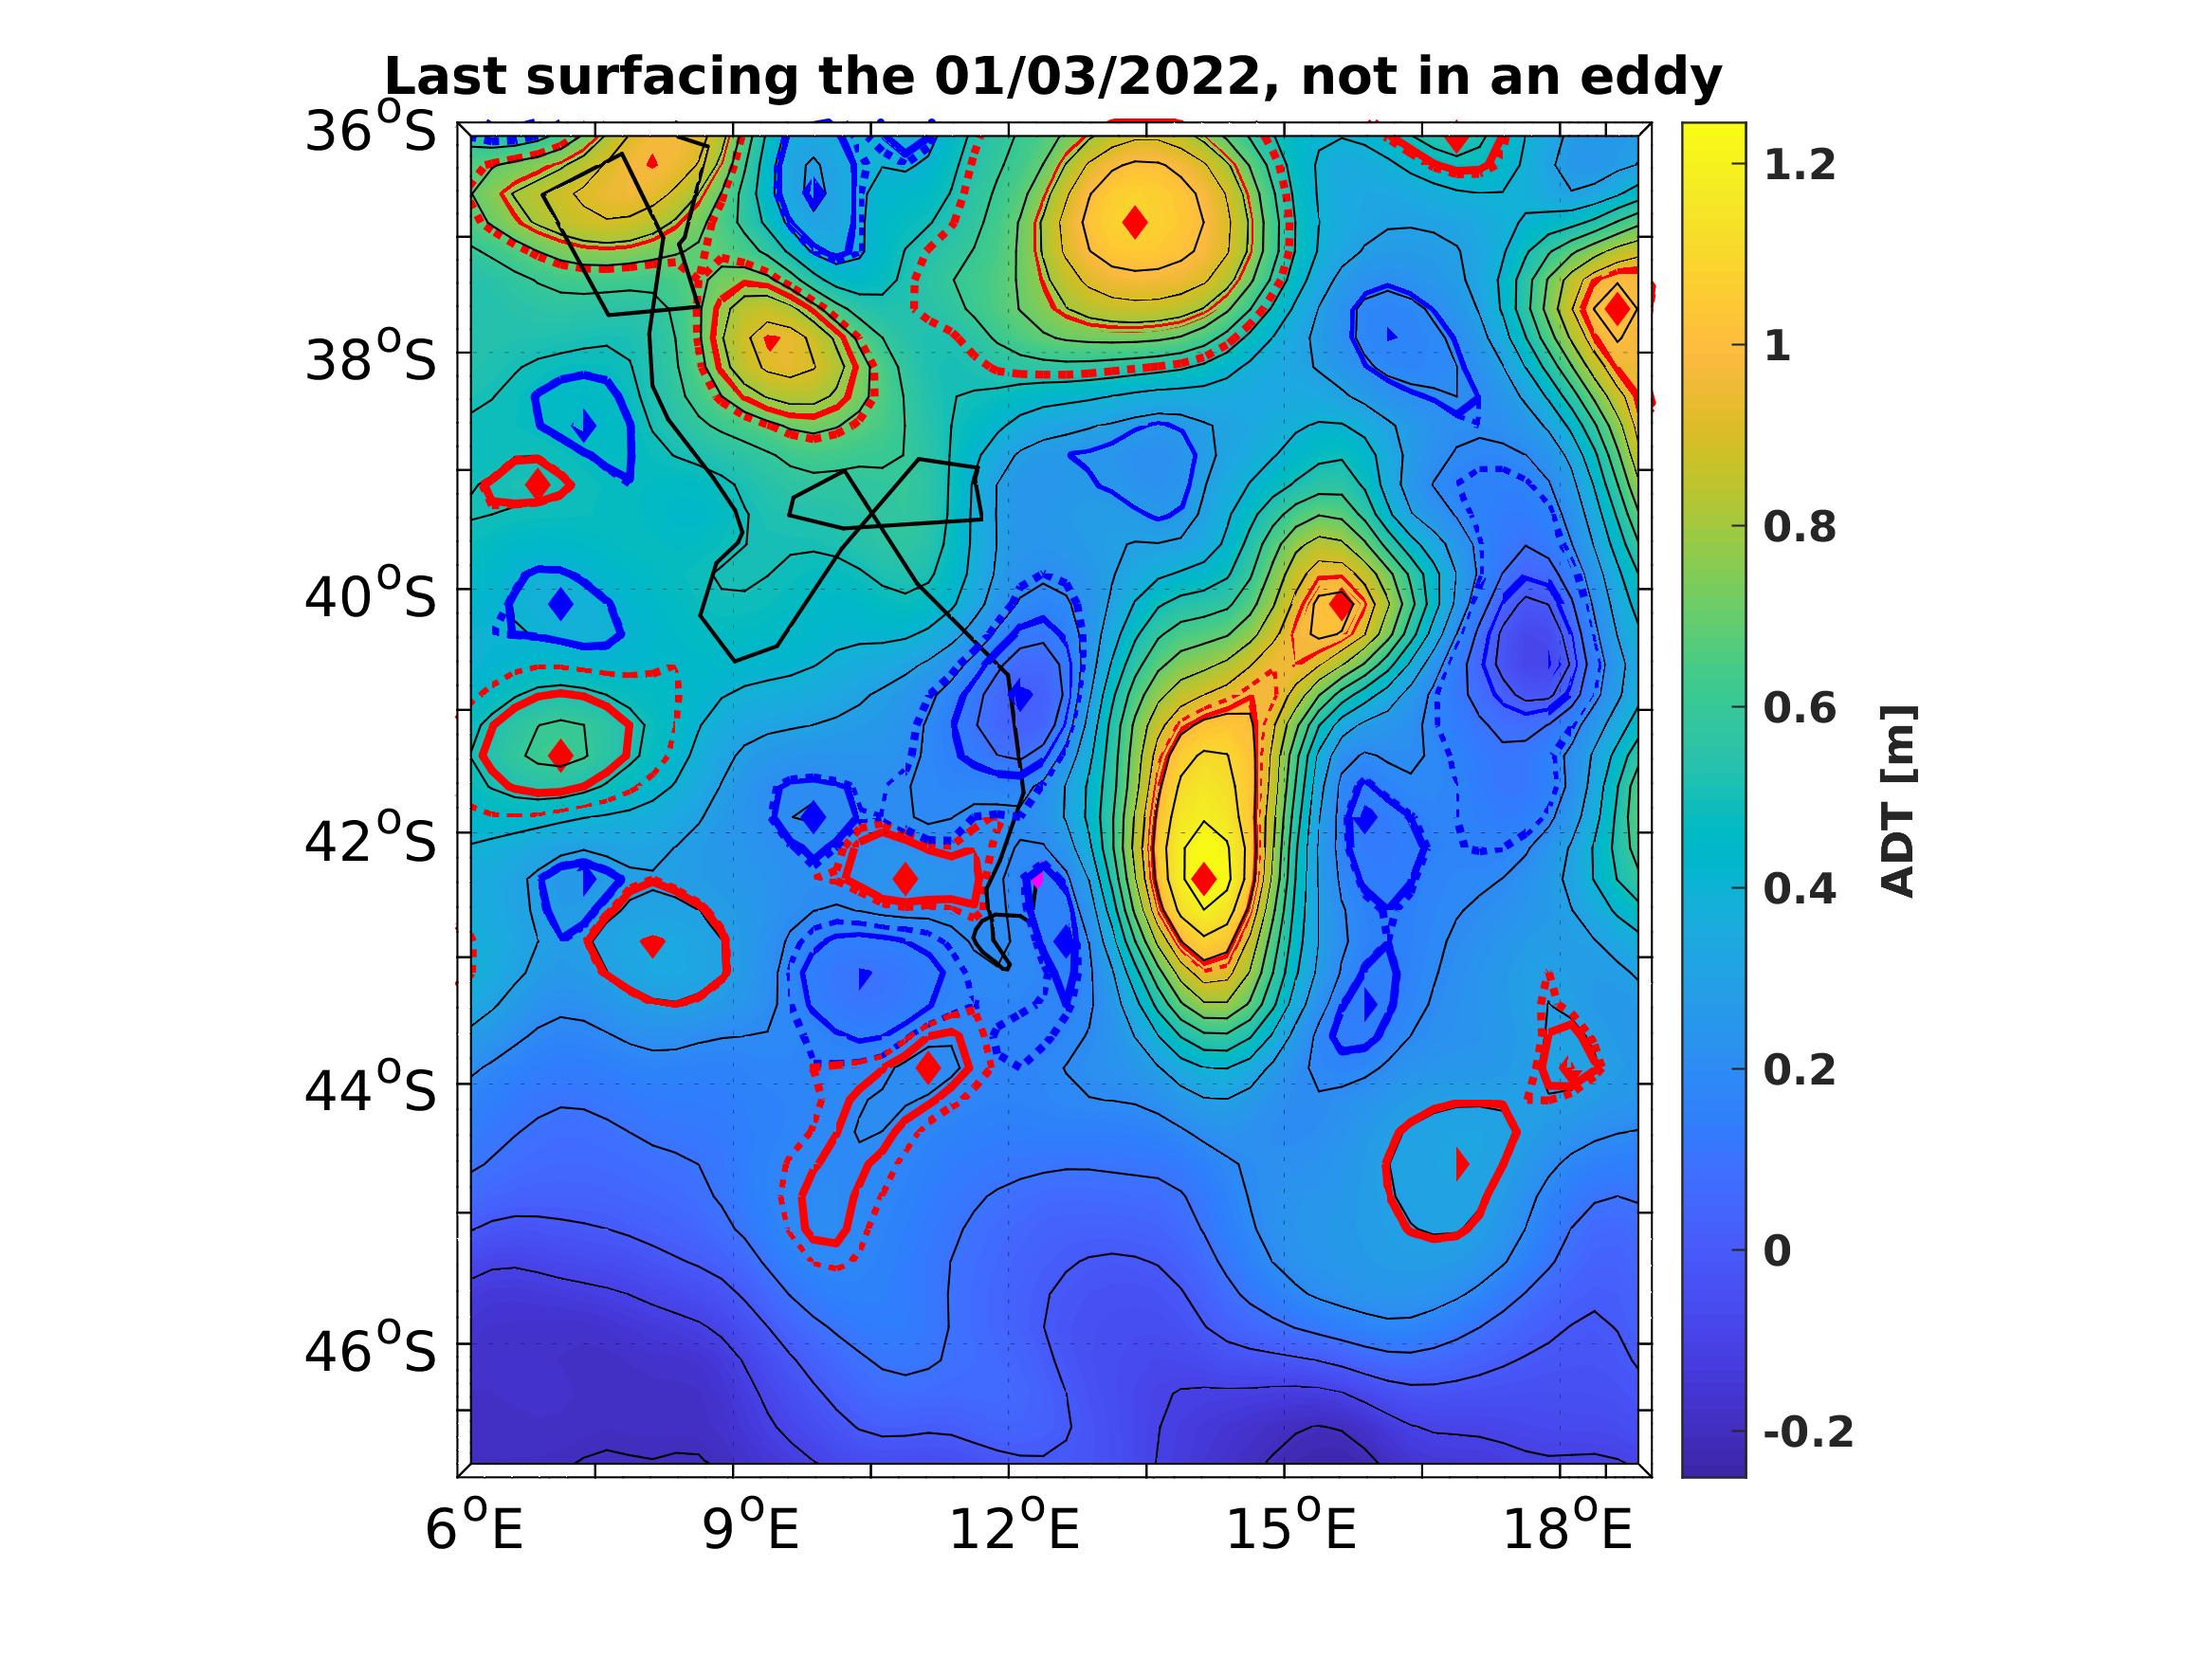 Last surfacing the 01/03/2022, not in an eddy
36°S
38°S
40°S
42°S
44°S
46°S
6°E
9°E
12°E
15°E
18°E
1.2
1
0.8
0.6
0.4
0.2
0
-0.2
ADT [m]